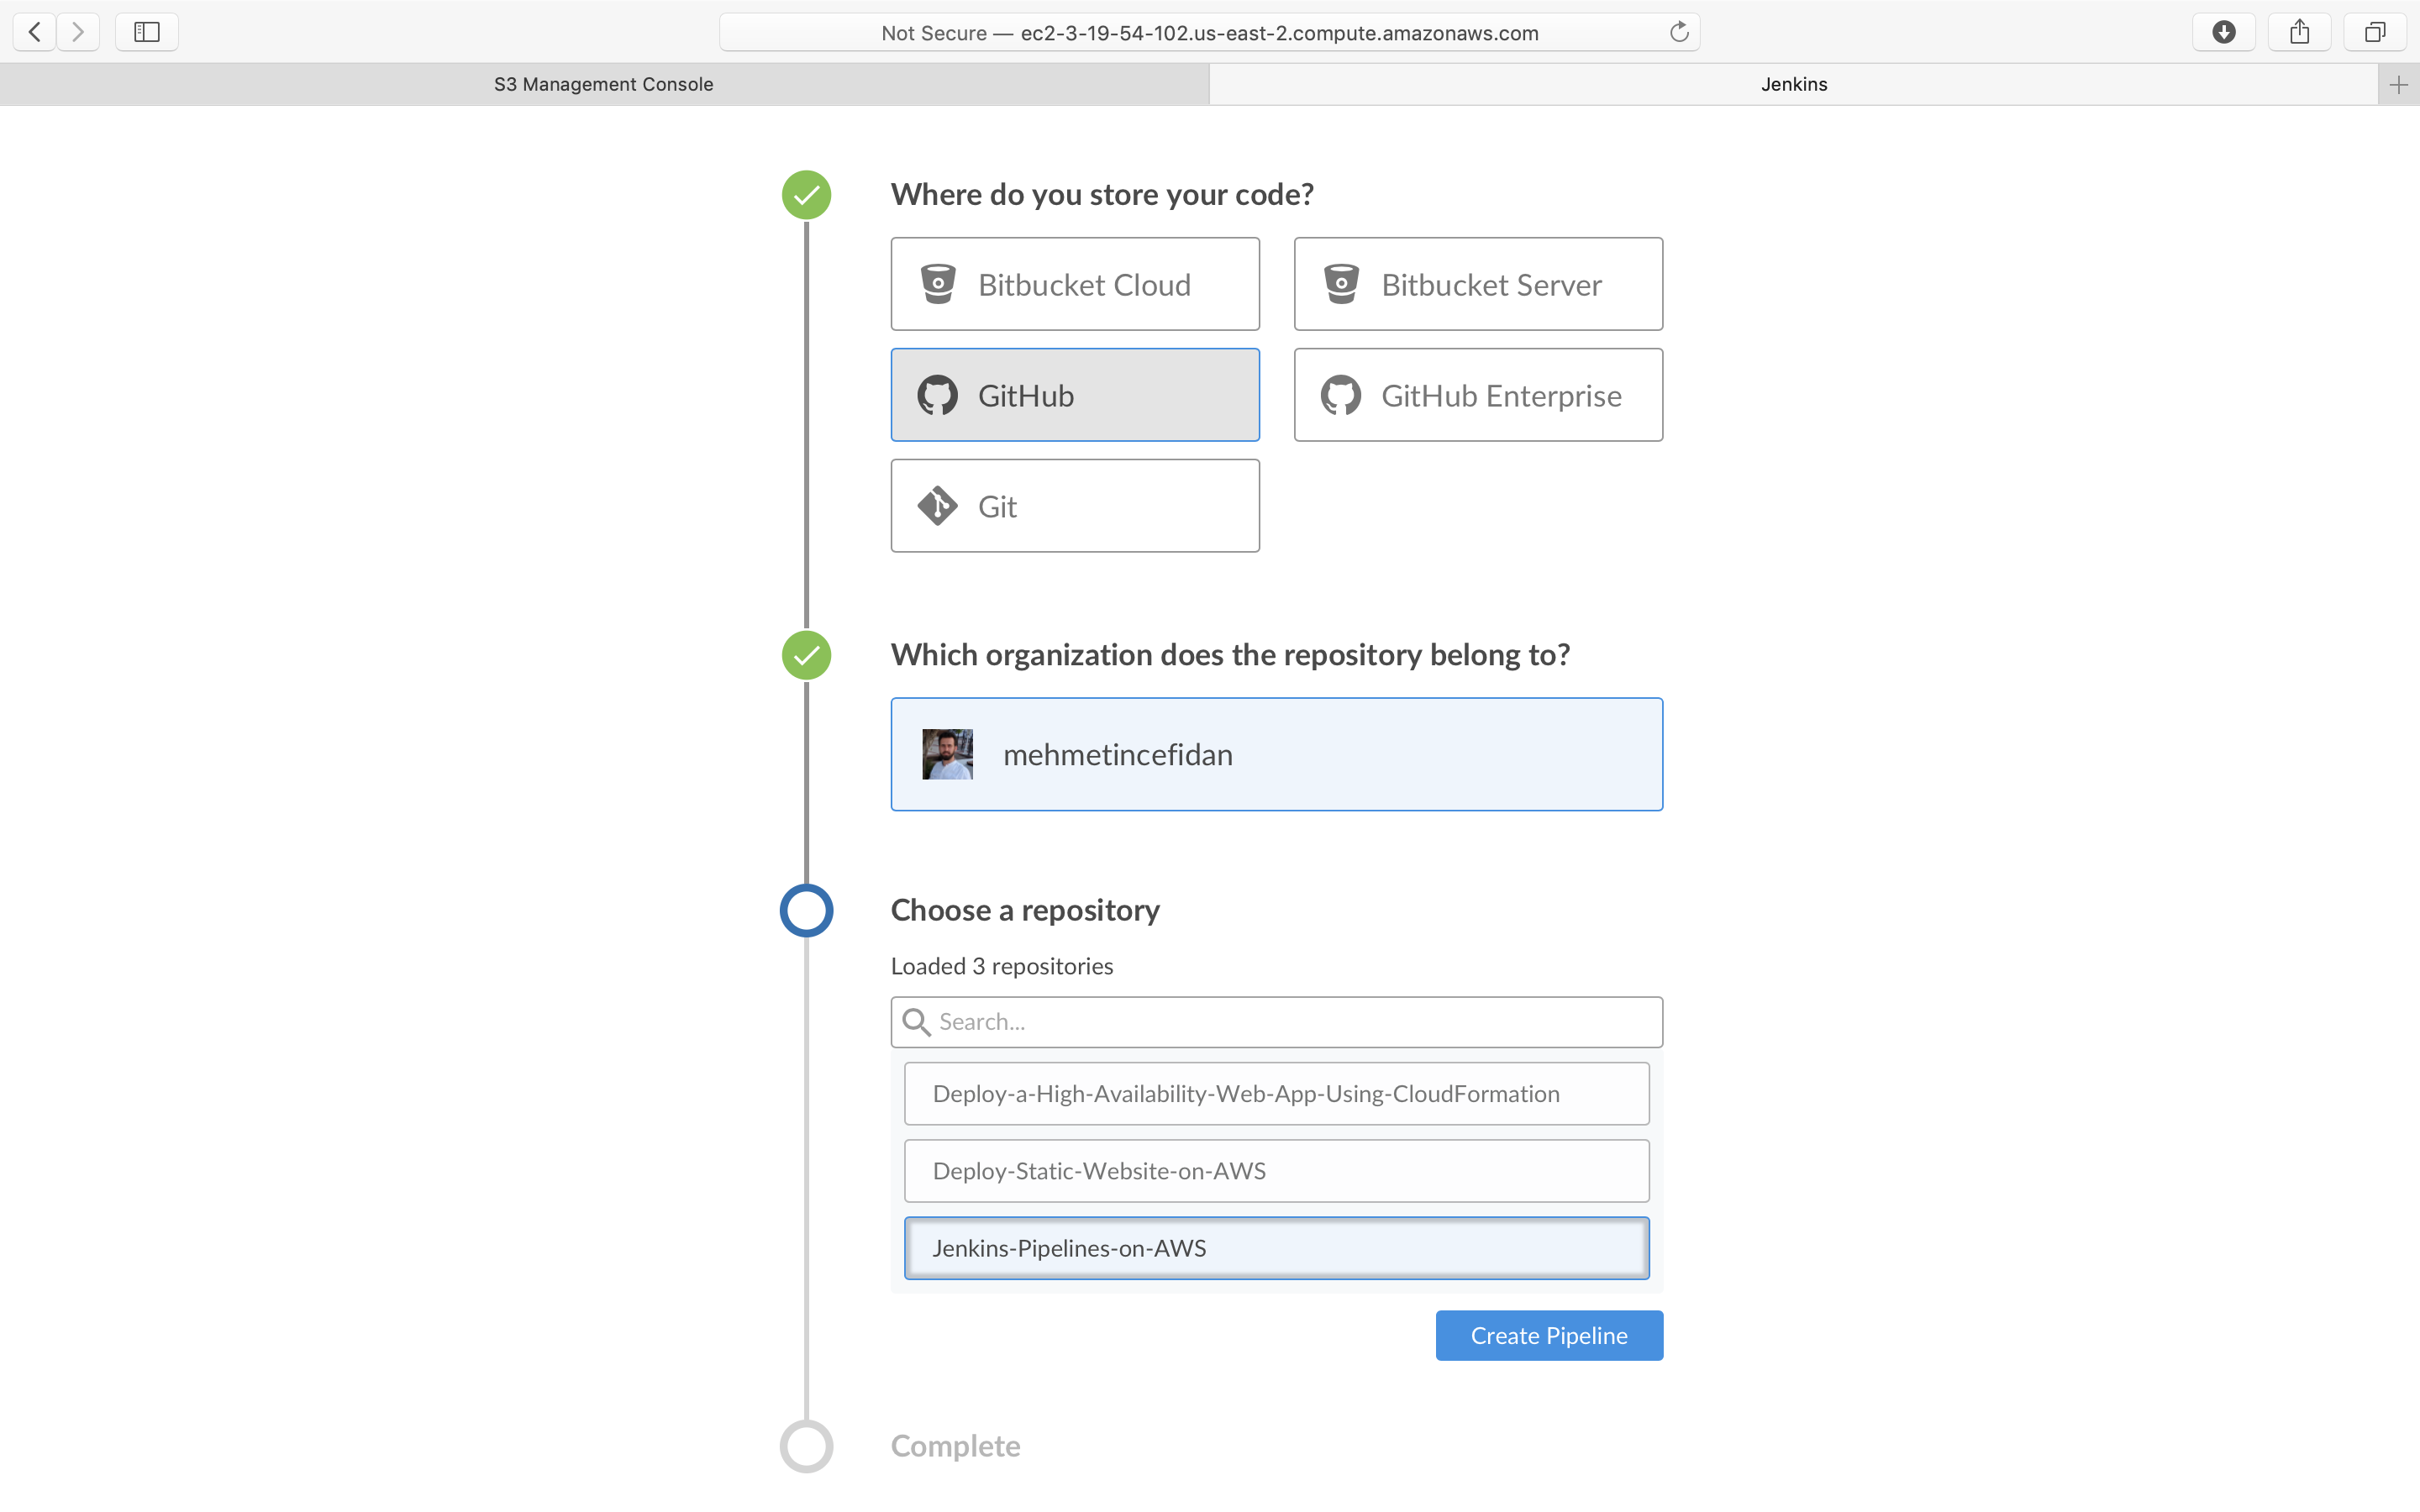 Not Secure — ec2-3-19-54-102.us-east-2.compute.amazonaws.com
S3 Management Console
Jenkins
Where do you store your code?
Bitbucket Cloud
Bitbucket Server
GitHub
GitHub Enterprise
Git
Which organization does the repository belong to?
mehmetincefidan
Choose a repository
Loaded 3 repositories
Search...
Deploy-a-High-Availability-Web-App-Using-CloudFormation
Deploy-Static-Website-on-AWS
Jenkins-Pipelines-on-AWS
Create Pipeline
Complete